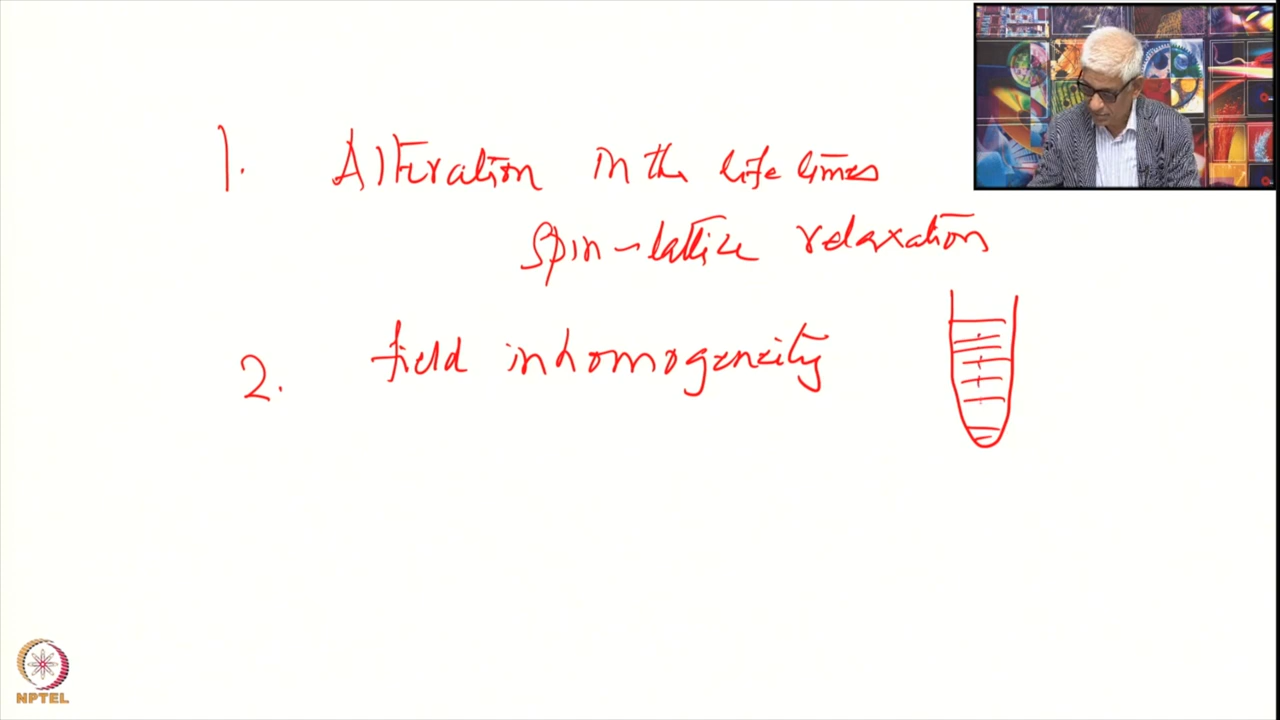 1. Alteration in the life times
spin-lattice relaxation
2. field inhomogeneity
NPTEL